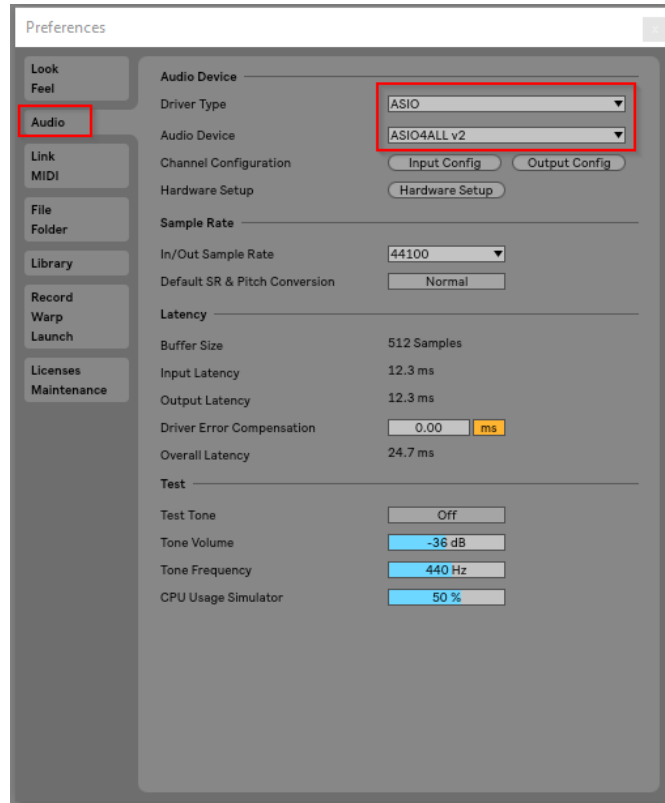 Preferences
Look
Feel
Audio
Link
MIDI
File
Folder
Library
Record
Warp
Launch
Licenses
Maintenance
Audio Device
Driver Type ASIO
Audio Device ASIO4ALL v2
Channel Configuration Input Config Output Config
Hardware Setup Hardware Setup
Sample Rate
In/Out Sample Rate 44100
Default SR & Pitch Conversion Normal
Latency
Buffer Size 512 Samples
Input Latency 12.3 ms
Output Latency 12.3 ms
Driver Error Compensation 0.00 ms
Overall Latency 24.7 ms
Test
Test Tone Off
Tone Volume -36 dB
Tone Frequency 440 Hz
CPU Usage Simulator 50 %